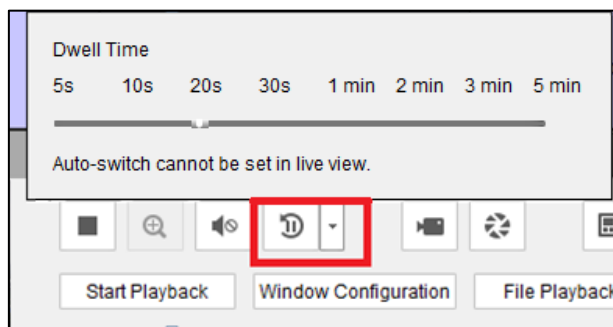 Dwell Time
5s 10s 20s 30s 1 min 2 min 3 min 5 min
Auto-switch cannot be set in live view.
Start Playback Window Configuration File Playback